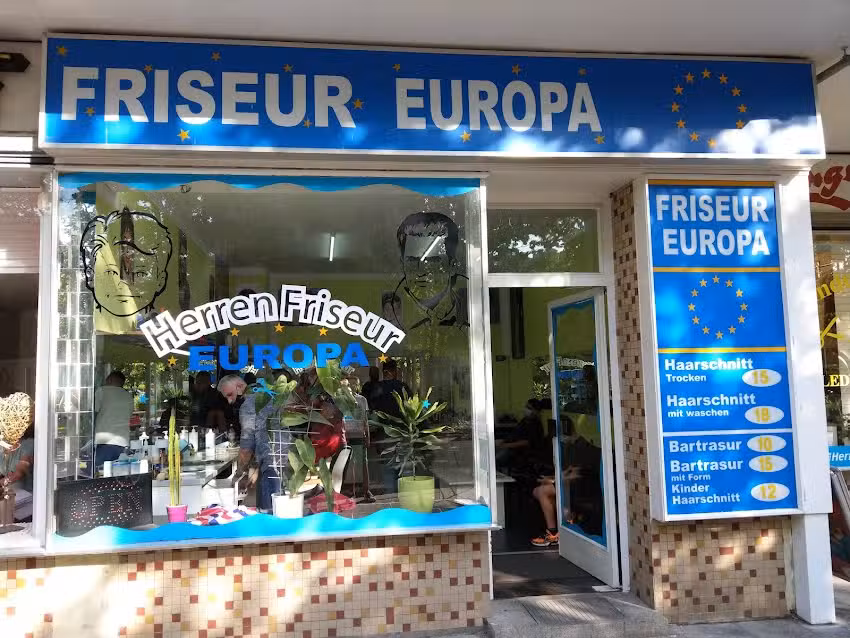 FRISEUR EUROPA
Herren Friseur
EUROPA
FRISEUR
EUROPA
Haarschnitt
Trocken 15
Haarschnitt
mit waschen 19
Bartrasur 10
Bartrasur 15
mit Form
Kinder
Haarschnitt 12